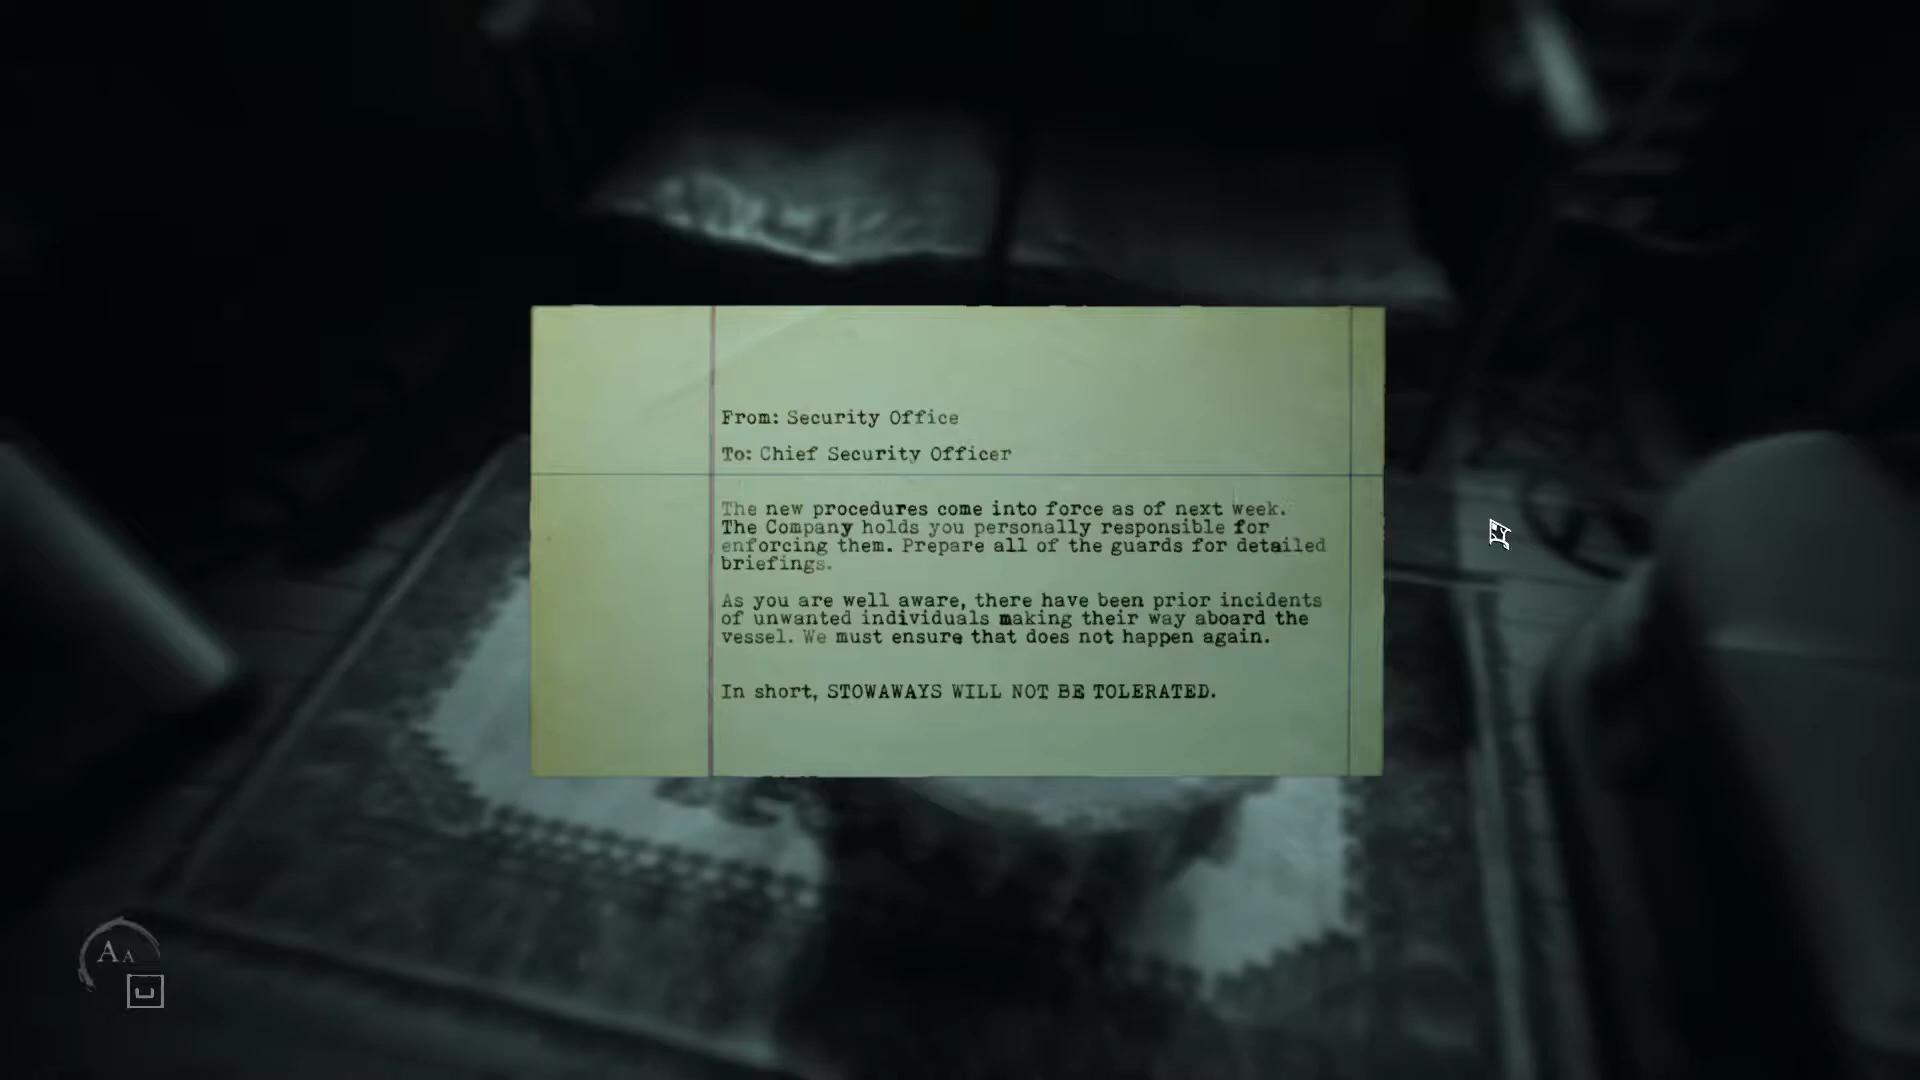 From: Security Office
To: Chief Security Officer
The new procedures come into force as of next week.
The Company holds you personally responsible for
enforcing them. Prepare all of the guards for detailed
briefings.
As you are well aware, there have been prior incidents
of unwanted individuals making their way aboard the
vessel. We must ensure that does not happen again.
In short, STOWAWAYS WILL NOT BE TOLERATED.
AA